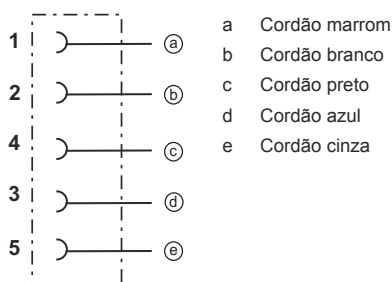 1 a
2 b
4 c
3 d
5 e
a Cordão marrom
b Cordão branco
c Cordão preto
d Cordão azul
e Cordão cinza